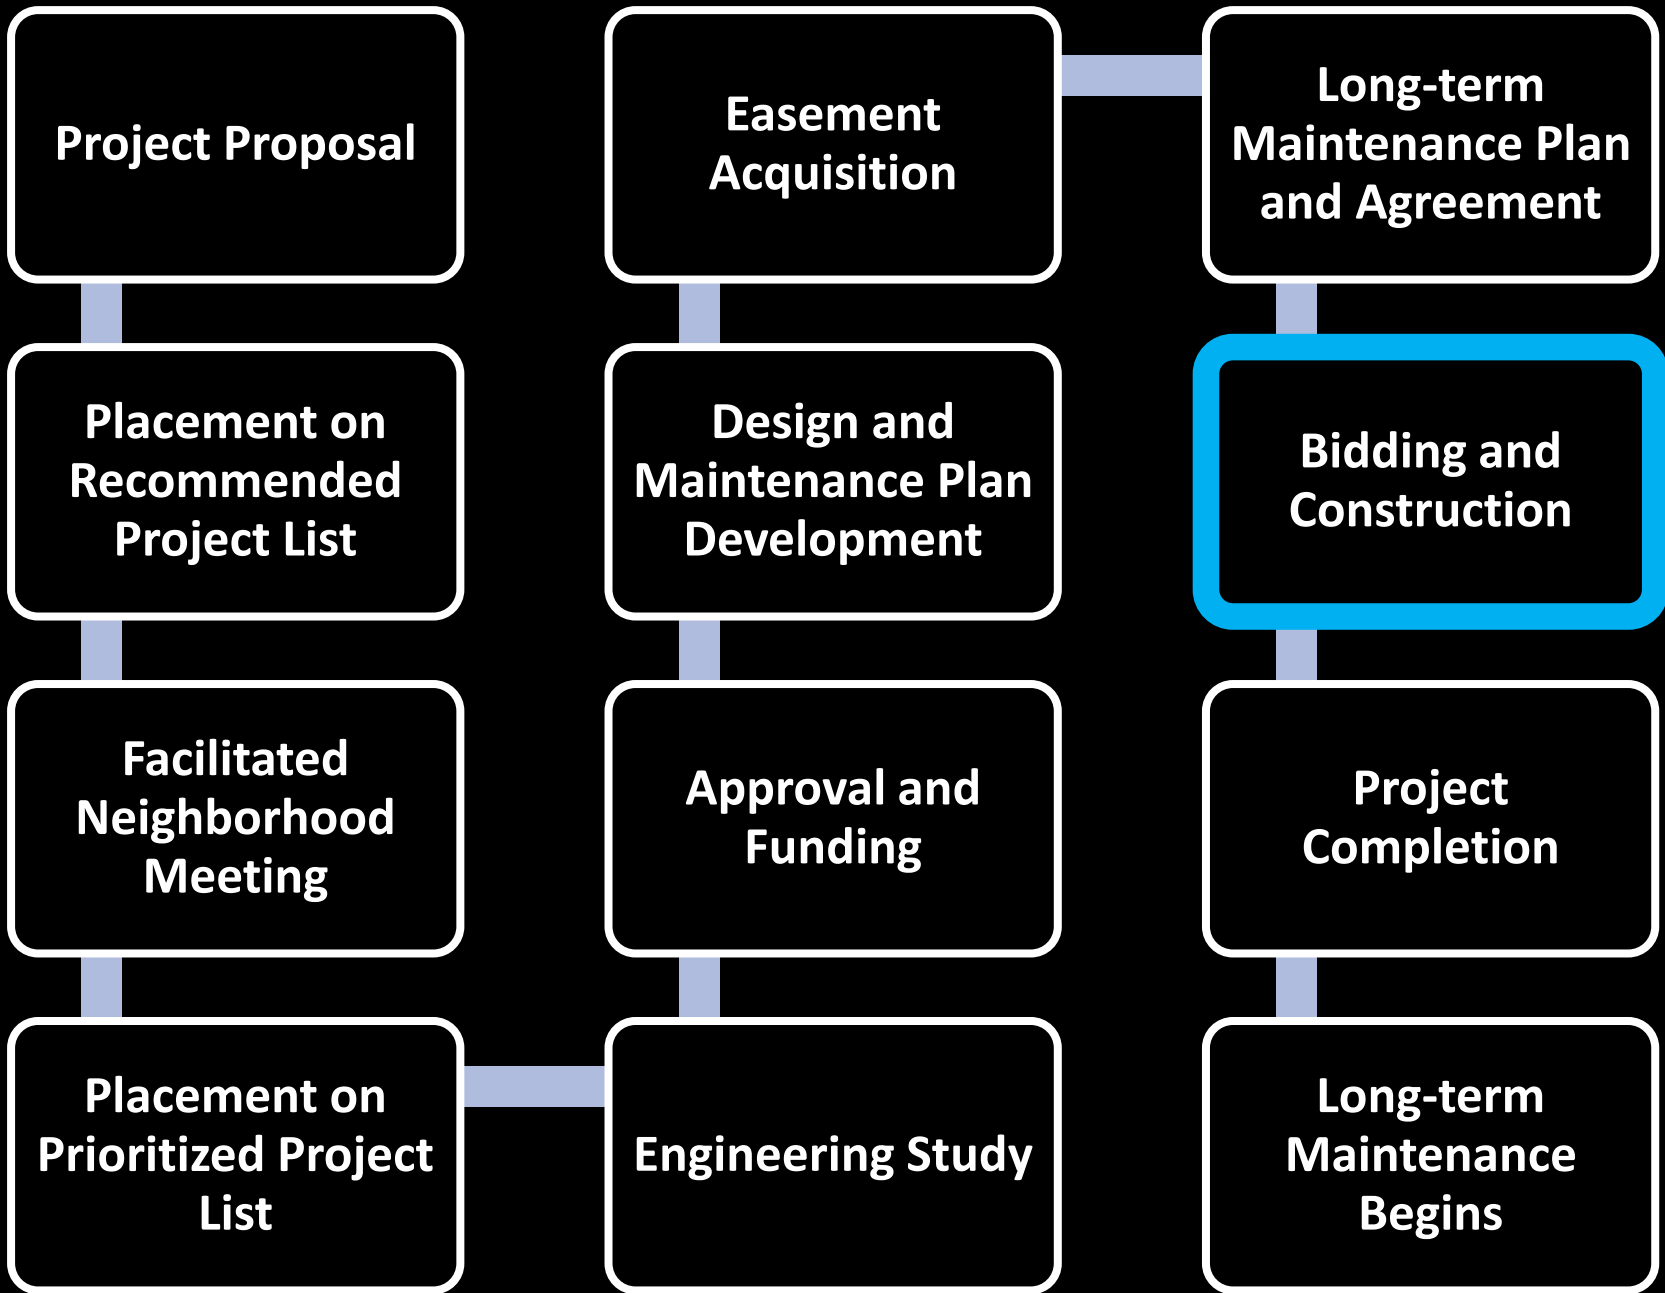 Project Proposal
Placement on
Recommended
Project List
Facilitated
Neighborhood
Meeting
Placement on
Prioritized Project
List
Engineering Study
Approval and
Funding
Design and
Maintenance Plan
Development
Easement
Acquisition
Long-term
Maintenance Plan
and Agreement
Bidding and
Construction
Project
Completion
Long-term
Maintenance
Begins